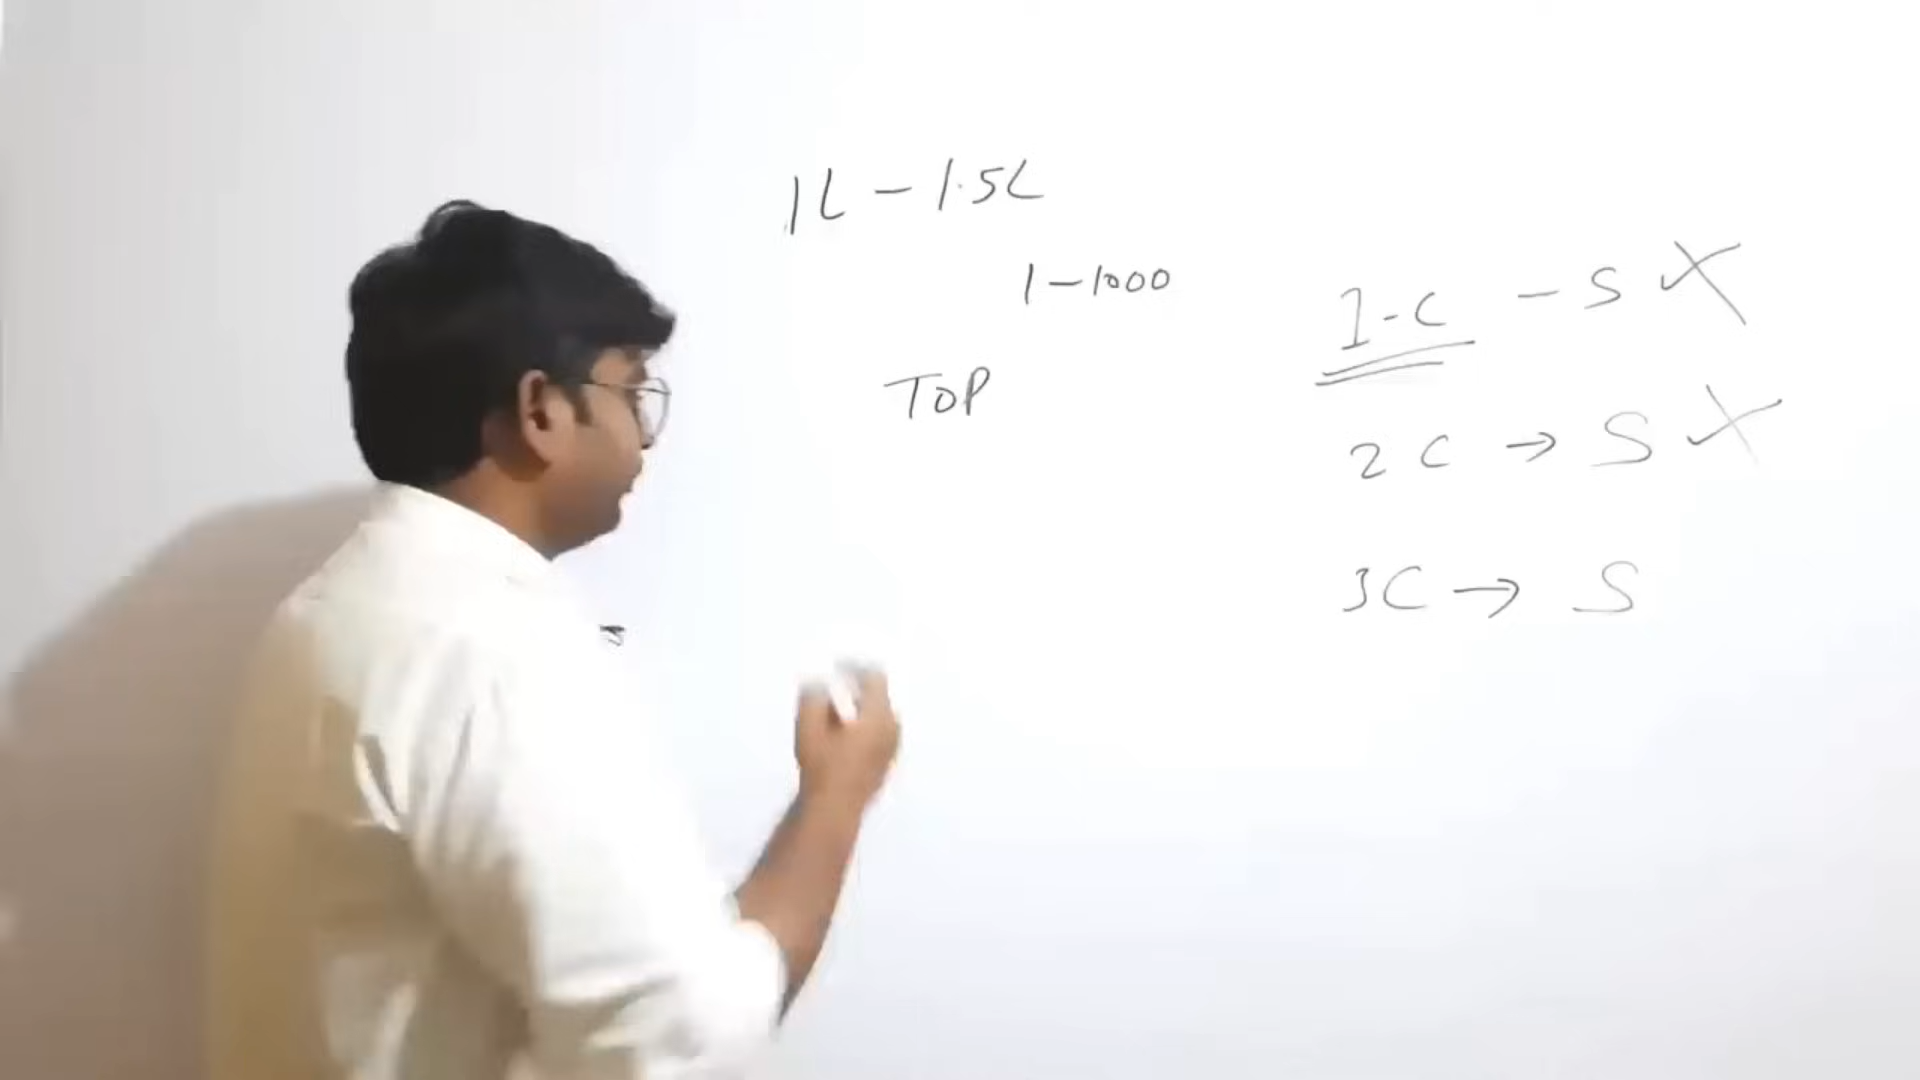 1L - 1.5L
1-1000
TOP
1-C - S X
2C → S X
3C → S